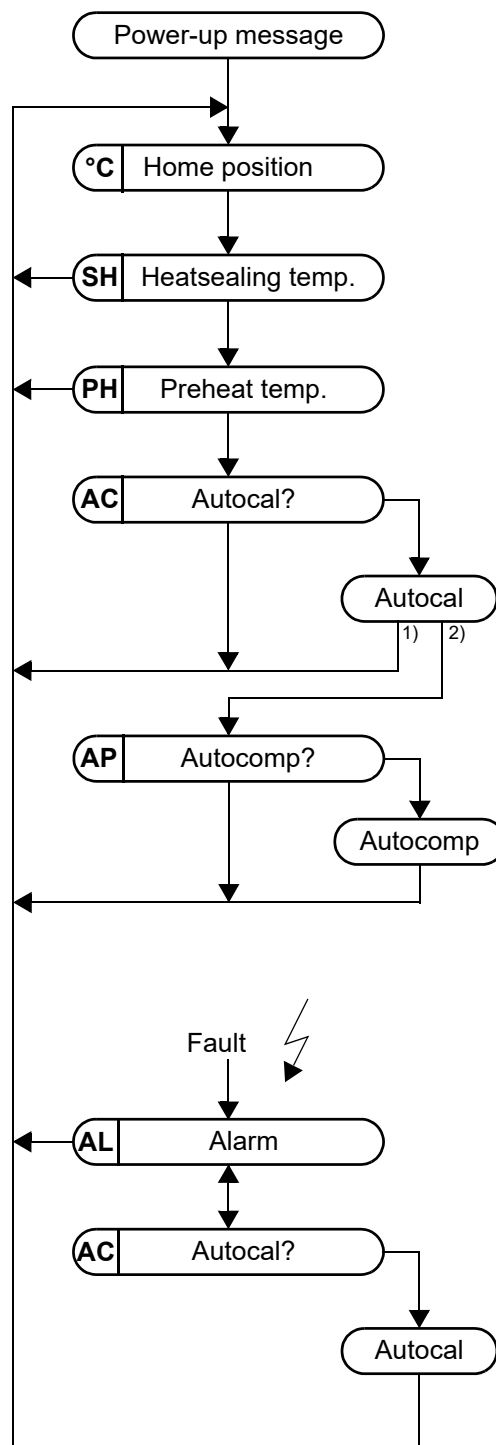 Power-up message
°C Home position
SH Heatsealing temp.
PH Preheat temp.
AC Autocal?
Autocal
1) 2)
AP Autocomp?
Autocomp
Fault
AL Alarm
AC Autocal?
Autocal